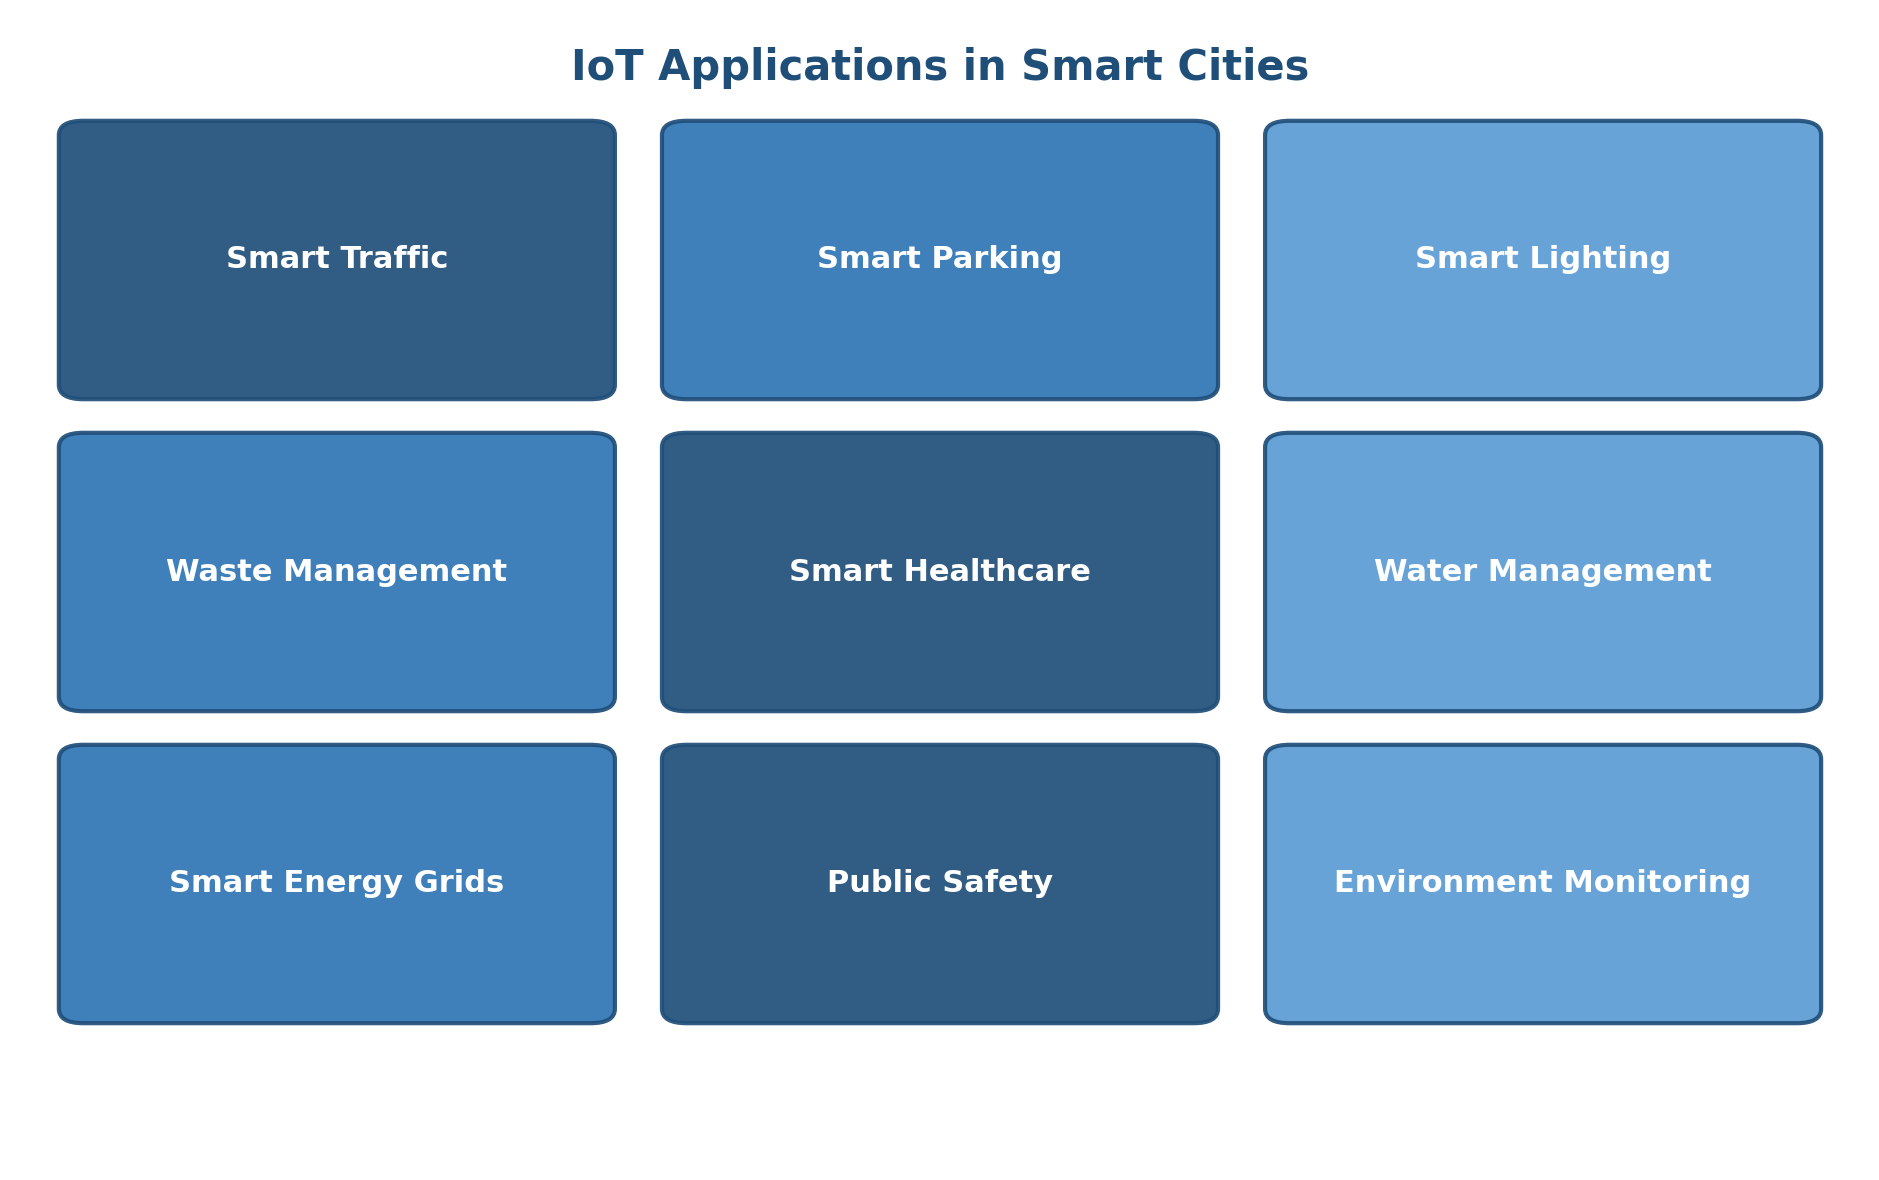 IoT Applications in Smart Cities
Smart Traffic
Smart Parking
Smart Lighting
Waste Management
Smart Healthcare
Water Management
Smart Energy Grids
Public Safety
Environment Monitoring